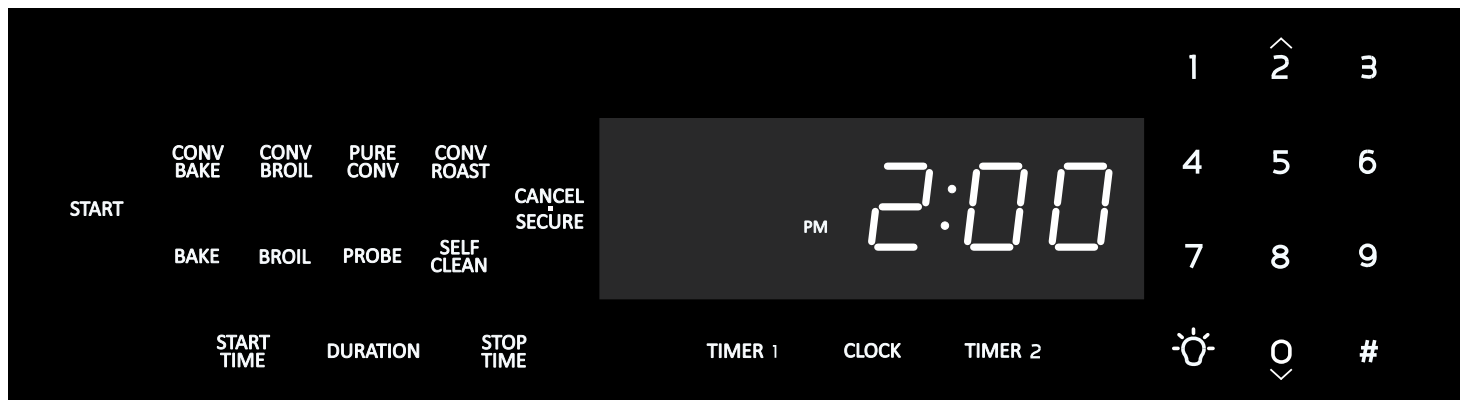 1 2 3
CONV CONV PURE CONV
BAKE BROIL CONV ROAST
4 5 6
START
CANCEL
SECURE
PM 2:00
BAKE BROIL PROBE SELF
CLEAN
7 8 9
START DURATION STOP
TIME TIME
TIMER 1 CLOCK TIMER 2
0 #